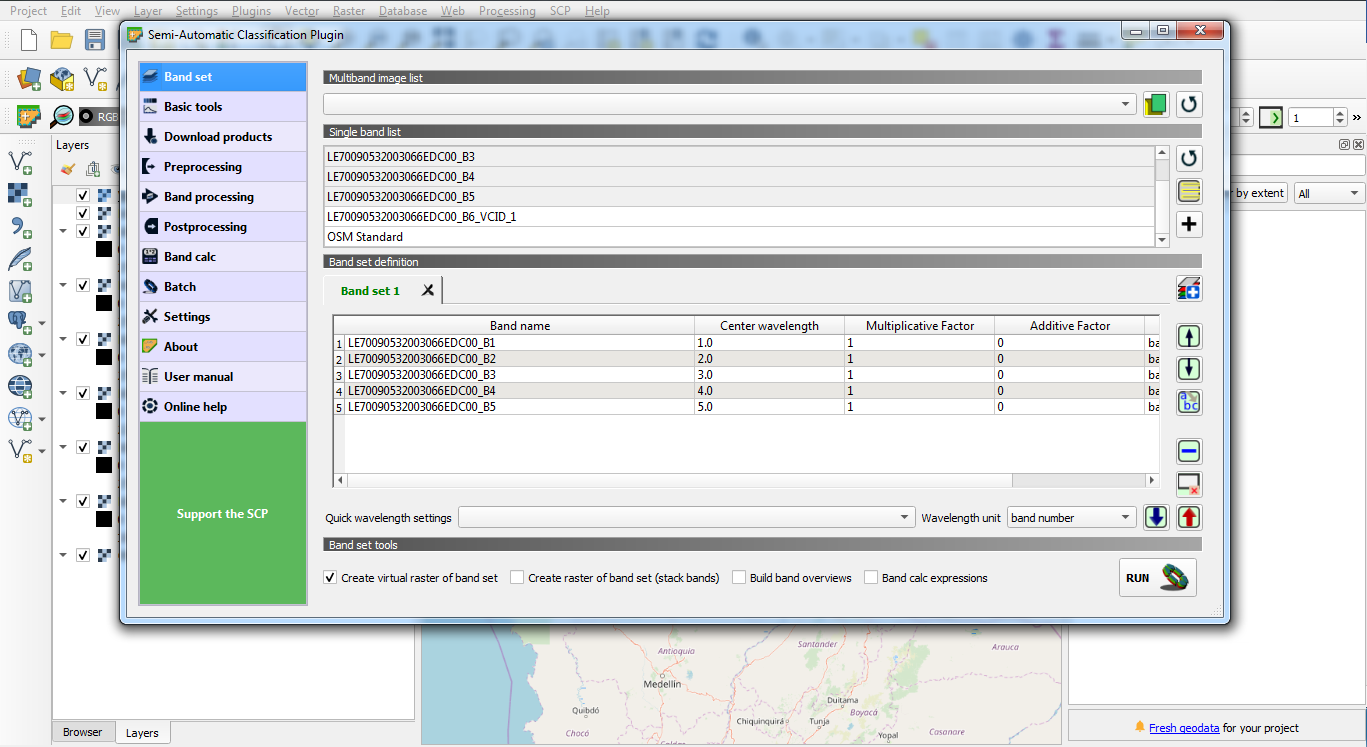 Project Edit View Layer Settings Plugins Vector Raster Database Web Processing SCP Help
Semi-Automatic Classification Plugin
Band set
Basic tools
Download products
Preprocessing
Band processing
Postprocessing
Band calc
Batch
Settings
About
User manual
Online help
Support the SCP
Multiband image list
Single band list
LE70090532003066EDC00_B3
LE70090532003066EDC00_B4
LE70090532003066EDC00_B5
LE70090532003066EDC00_B6_VCID_1
OSM Standard
Band set definition
Band set 1
Band name Center wavelength Multiplicative Factor Additive Factor
1 LE70090532003066EDC00_B1 1.0 1 0 ba
2 LE70090532003066EDC00_B2 2.0 1 0 ba
3 LE70090532003066EDC00_B3 3.0 1 0 ba
4 LE70090532003066EDC00_B4 4.0 1 0 ba
5 LE70090532003066EDC00_B5 5.0 1 0 ba
Quick wavelength settings Wavelength unit band number
Band set tools
Create virtual raster of band set Create raster of band set (stack bands) Build band overviews Band calc expressions
RUN
RGB
Layers
1
by extent All
a
bc
Antioquia
Santander
Arauca
Medellín
Quibdó
Duitama
Boyacá
Chiquinquirá
Tunja
Chocó
Yopal
Casanare
Browser Layers
Fresh geodata for your project